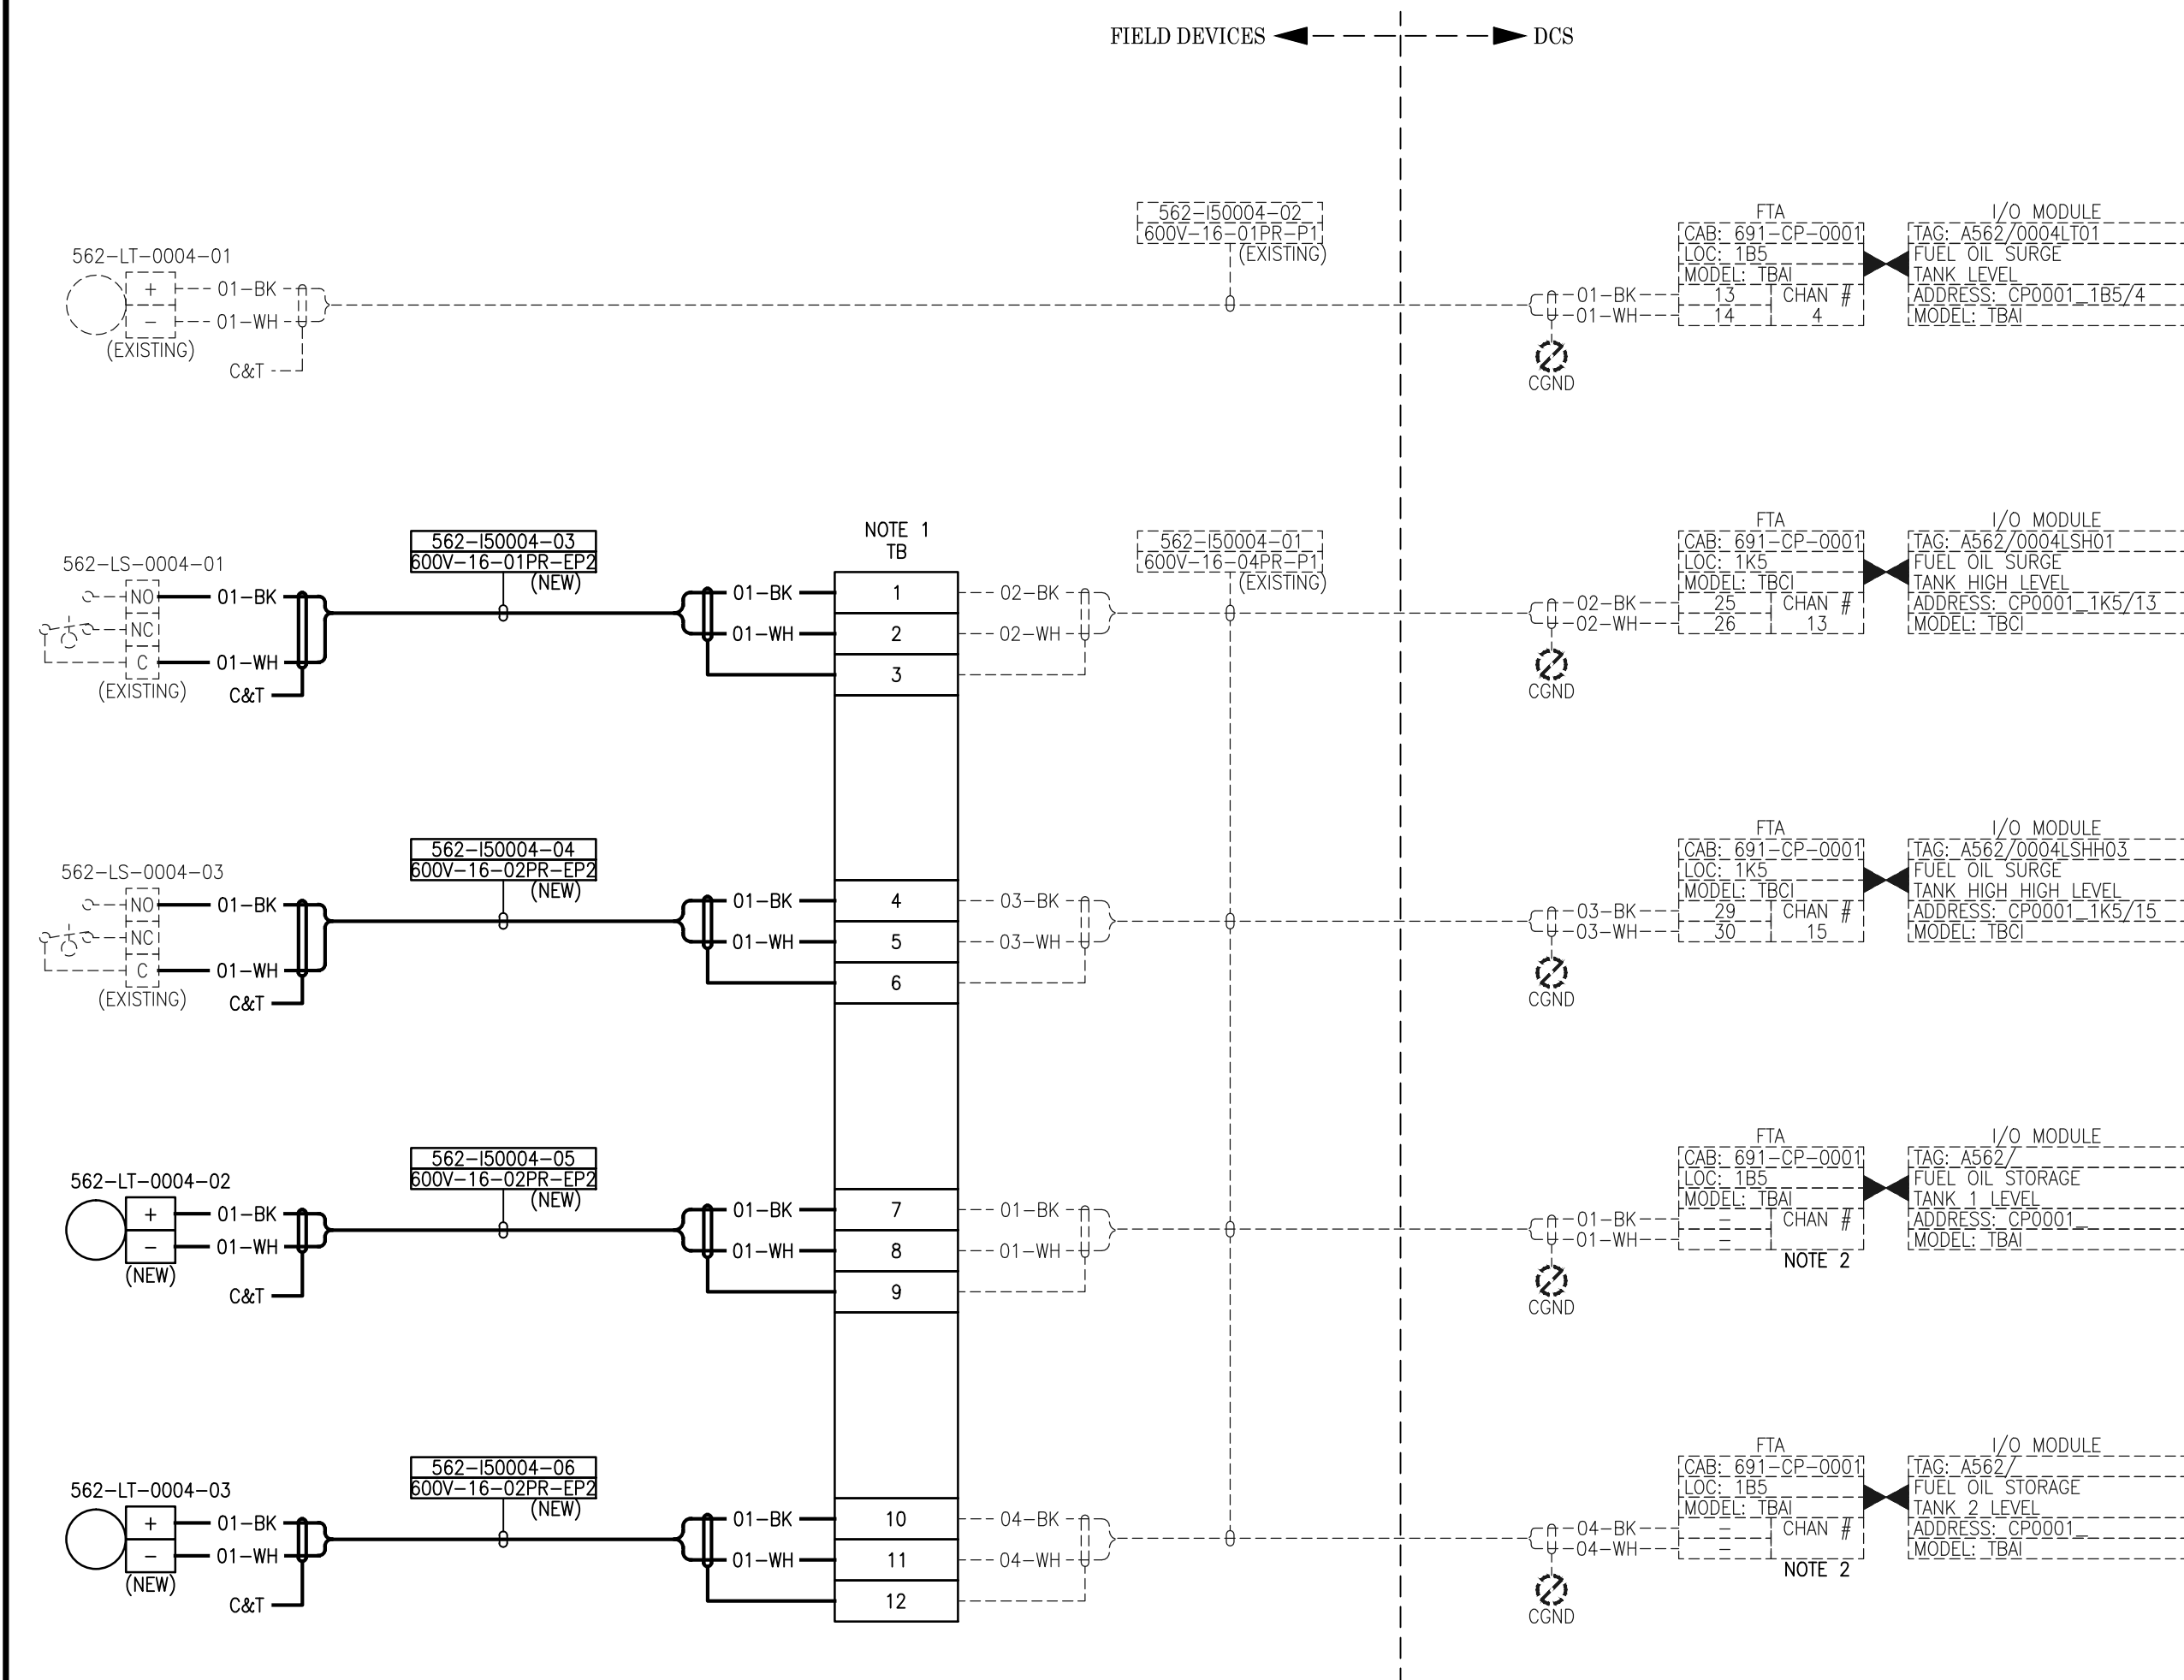 FIELD DEVICES DCS
562-LT-0004-01
+ 01-BK
- 01-WH
(EXISTING)
C&T
562-I50004-02
600V-16-01PR-P1
(EXISTING)
01-BK
01-WH
CGND
FTA
CAB: 691-CP-0001
LOC: 1B5
MODEL: TBAI
13 CHAN #
14 4
I/O MODULE
TAG: A562/0004LT01
FUEL OIL SURGE
TANK LEVEL
ADDRESS: CP0001_1B5/4
MODEL: TBAI
562-LS-0004-01
NO 01-BK
NC
C 01-WH
(EXISTING)
C&T
562-I50004-03
600V-16-01PR-EP2
(NEW)
NOTE 1
TB
01-BK 1 02-BK
01-WH 2 02-WH
3
562-I50004-01
600V-16-04PR-P1
(EXISTING)
02-BK
02-WH
CGND
FTA
CAB: 691-CP-0001
LOC: 1K5
MODEL: TBCI
25 CHAN #
26 13
I/O MODULE
TAG: A562/0004LSH01
FUEL OIL SURGE
TANK HIGH LEVEL
ADDRESS: CP0001_1K5/13
MODEL: TBCI
562-LS-0004-03
NO 01-BK
NC
C 01-WH
(EXISTING)
C&T
562-I50004-04
600V-16-02PR-EP2
(NEW)
01-BK 4 03-BK
01-WH 5 03-WH
6
03-BK
03-WH
CGND
FTA
CAB: 691-CP-0001
LOC: 1K5
MODEL: TBCI
29 CHAN #
30 15
I/O MODULE
TAG: A562/0004LSHH03
FUEL OIL SURGE
TANK HIGH HIGH LEVEL
ADDRESS: CP0001_1K5/15
MODEL: TBCI
562-LT-0004-02
+ 01-BK
- 01-WH
(NEW)
C&T
562-I50004-05
600V-16-02PR-EP2
(NEW)
01-BK 7 01-BK
01-WH 8 01-WH
9
01-BK
01-WH
CGND
FTA
CAB: 691-CP-0001
LOC: 1B5
MODEL: TBAI
- CHAN #
-
NOTE 2
I/O MODULE
TAG: A562/
FUEL OIL STORAGE
TANK 1 LEVEL
ADDRESS: CP0001_
MODEL: TBAI
562-LT-0004-03
+ 01-BK
- 01-WH
(NEW)
C&T
562-I50004-06
600V-16-02PR-EP2
(NEW)
01-BK 10 04-BK
01-WH 11 04-WH
12
04-BK
04-WH
CGND
FTA
CAB: 691-CP-0001
LOC: 1B5
MODEL: TBAI
- CHAN #
-
NOTE 2
I/O MODULE
TAG: A562/
FUEL OIL STORAGE
TANK 2 LEVEL
ADDRESS: CP0001_
MODEL: TBAI